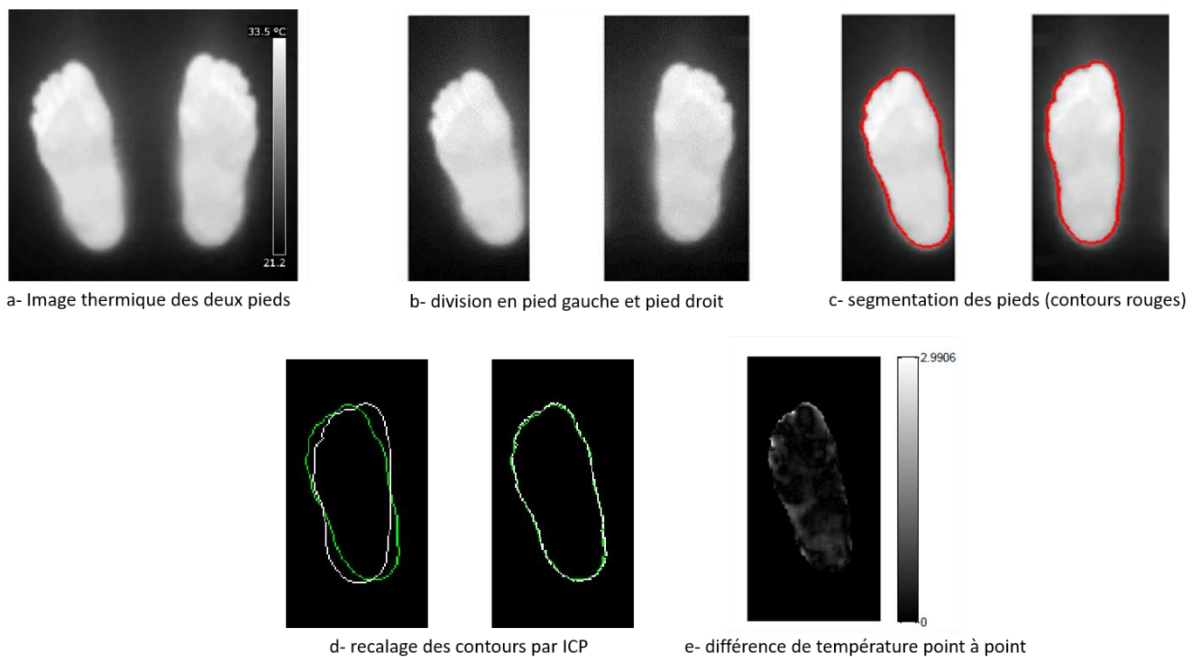 33.5 °C
21.2
a- Image thermique des deux pieds
b- division en pied gauche et pied droit
c- segmentation des pieds (contours rouges)
2.9906
0
d- recalage des contours par ICP
e- différence de température point à point